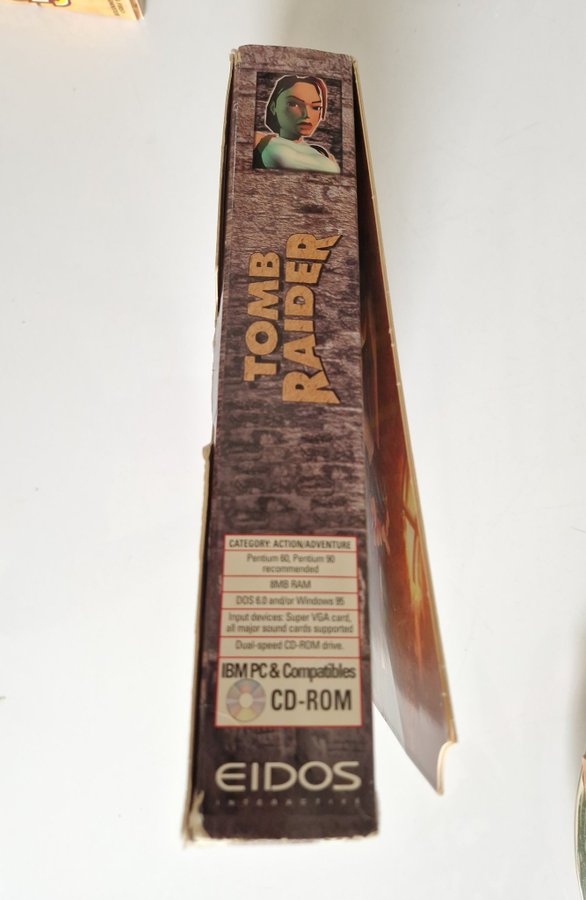 TOMB
RAIDER
CATEGORY: ACTION/ADVENTURE
Pentium 60, Pentium 90
recommended
8MB RAM
DOS 6.0 and/or Windows 95
Input devices: Super VGA card,
all major sound cards supported
Dual-speed CD-ROM drive.
IBM PC & Compatibles
CD-ROM
EIDOS
INTERACTIVE